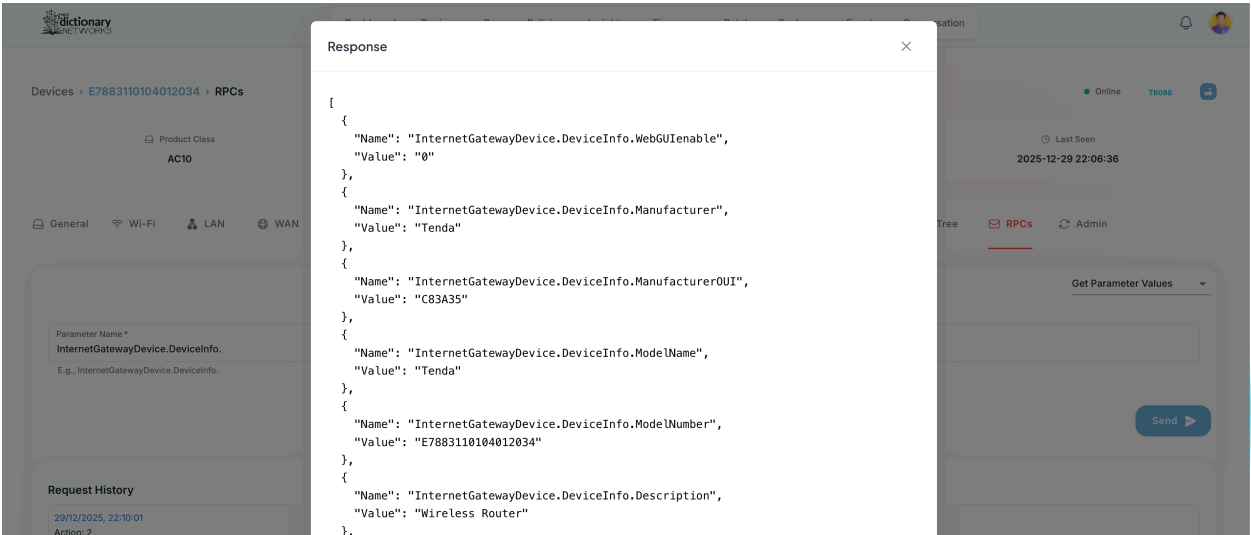 dictionary
NETWORKS
Devices › E7883110104012034 › RPCs
Online
TR098
Product Class
AC10
Last Seen
2025-12-29 22:06:36
General
Wi-Fi
LAN
WAN
Tree
RPCs
Admin
Get Parameter Values
Parameter Name *
InternetGatewayDevice.DeviceInfo.
E.g., InternetGatewayDevice.DeviceInfo.
Send
Request History
29/12/2025, 22:10:01
Action: 2
Response
[
{
"Name": "InternetGatewayDevice.DeviceInfo.WebGUIenable",
"Value": "0"
},
{
"Name": "InternetGatewayDevice.DeviceInfo.Manufacturer",
"Value": "Tenda"
},
{
"Name": "InternetGatewayDevice.DeviceInfo.ManufacturerOUI",
"Value": "C83A35"
},
{
"Name": "InternetGatewayDevice.DeviceInfo.ModelName",
"Value": "Tenda"
},
{
"Name": "InternetGatewayDevice.DeviceInfo.ModelNumber",
"Value": "E7883110104012034"
},
{
"Name": "InternetGatewayDevice.DeviceInfo.Description",
"Value": "Wireless Router"
},